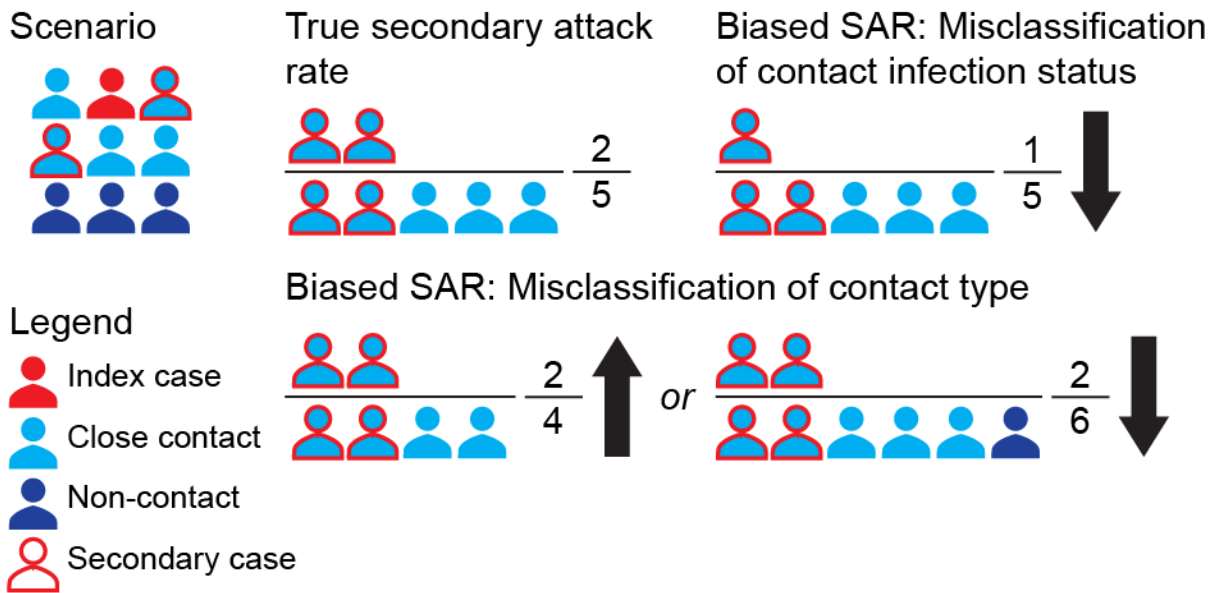 Scenario
True secondary attack
rate
2
5
Biased SAR: Misclassification
of contact infection status
1
5
Biased SAR: Misclassification of contact type
2
4
or
2
6
Legend
Index case
Close contact
Non-contact
Secondary case